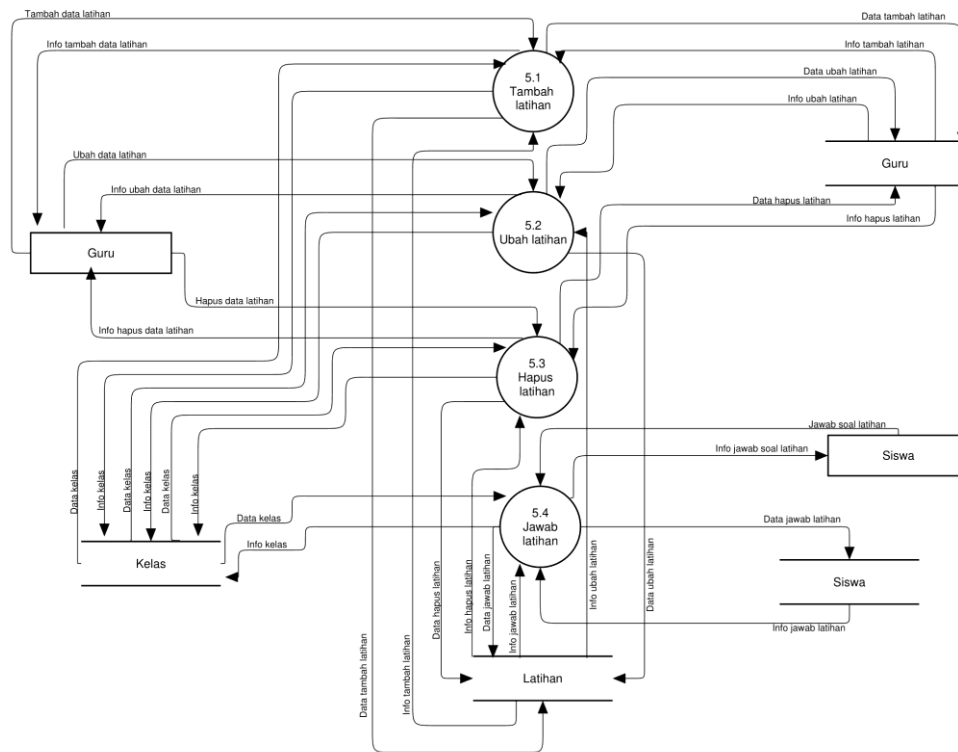 Tambah data latihan
Data tambah latihan
Info tambah data latihan
Info tambah latihan
5.1
Tambah
latihan
Data ubah latihan
Info ubah latihan
Ubah data latihan
Guru
Info ubah data latihan
Data hapus latihan
Info hapus latihan
5.2
Ubah latihan
Guru
Hapus data latihan
Info hapus data latihan
5.3
Hapus
latihan
Jawab soal latihan
Info jawab soal latihan
Siswa
Data kelas
Info kelas
Data kelas
Info kelas
Data kelas
Info kelas
Data kelas
Info kelas
5.4
Jawab
latihan
Data jawab latihan
Kelas
Siswa
Info jawab latihan
Data hapus latihan
Info hapus latihan
Data jawab latihan
Info jawab latihan
Info ubah latihan
Data ubah latihan
Data tambah latihan
Info tambah latihan
Latihan